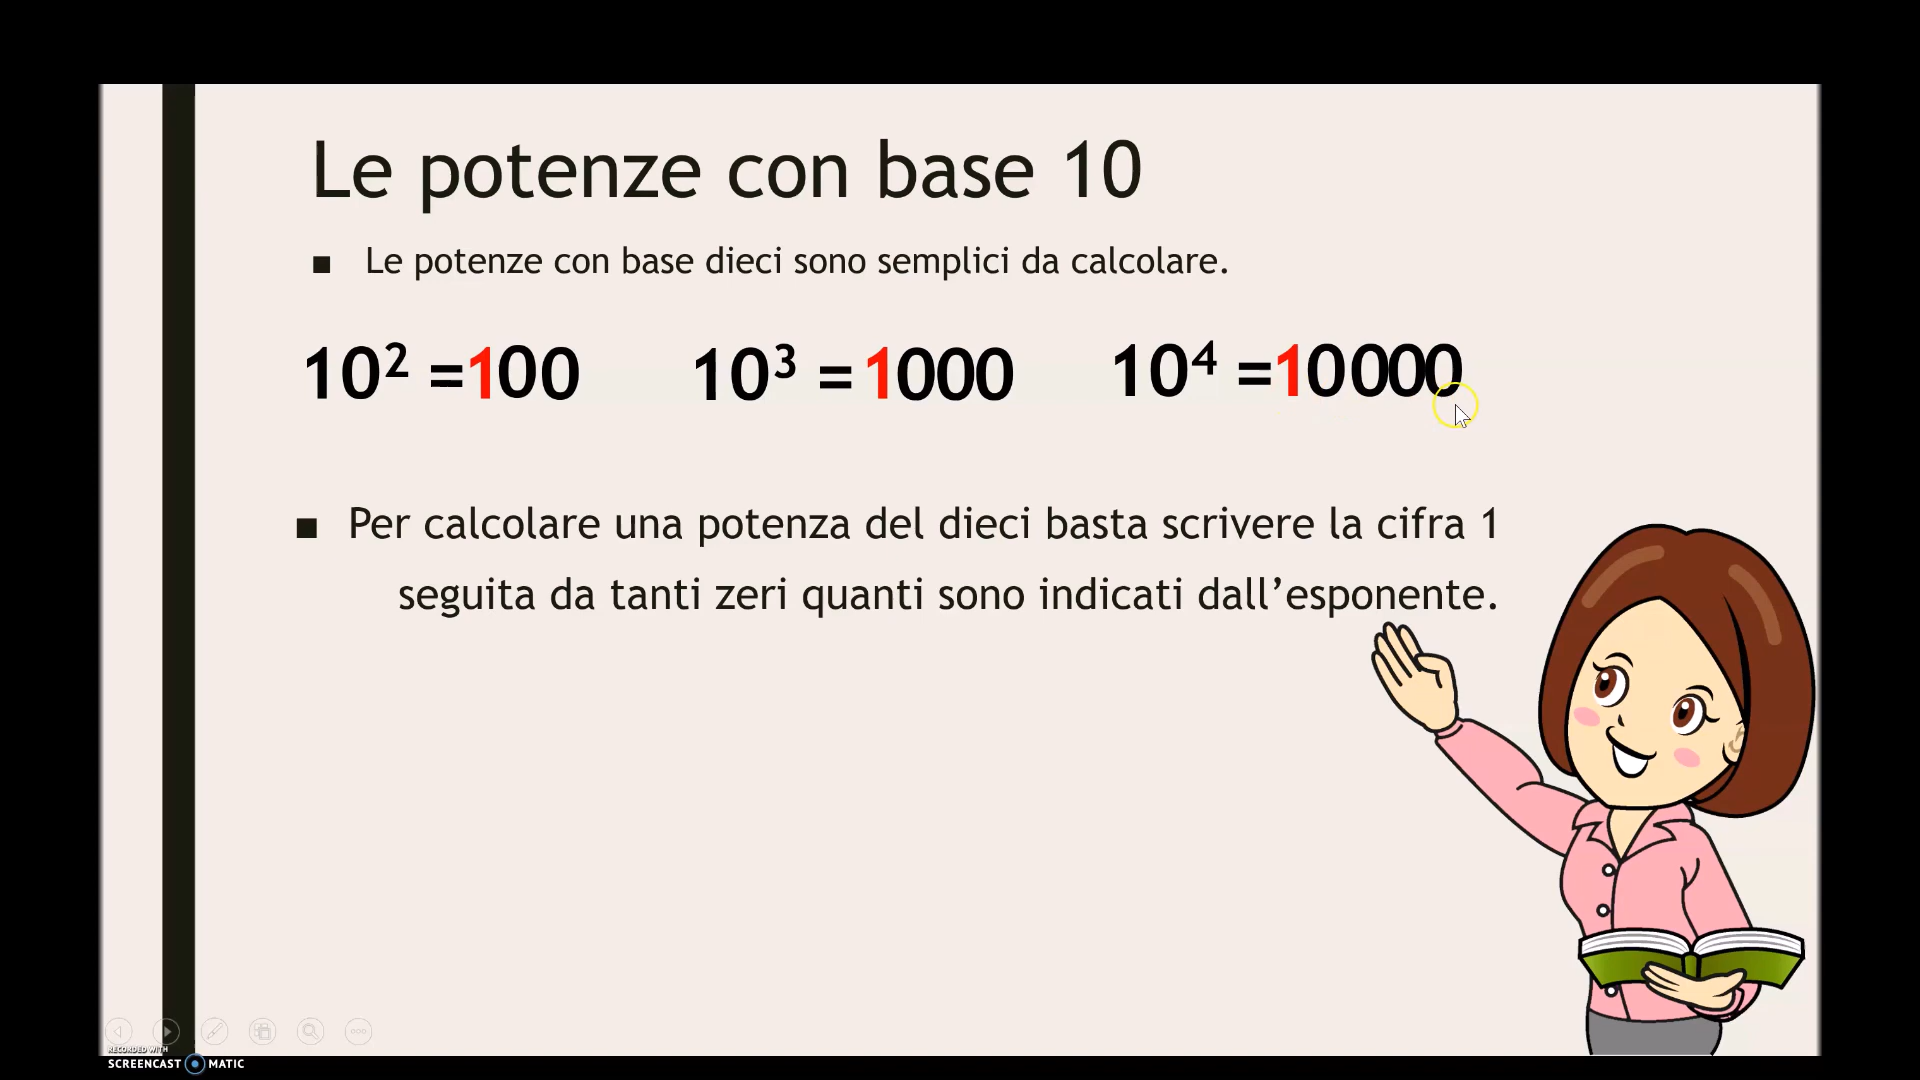 Le potenze con base 10
■ Le potenze con base dieci sono semplici da calcolare.
10² =100 10³ =1000 10⁴ =10000
■ Per calcolare una potenza del dieci basta scrivere la cifra 1
seguita da tanti zeri quanti sono indicati dall’esponente.
RECORDED WITH
SCREENCAST MATIC